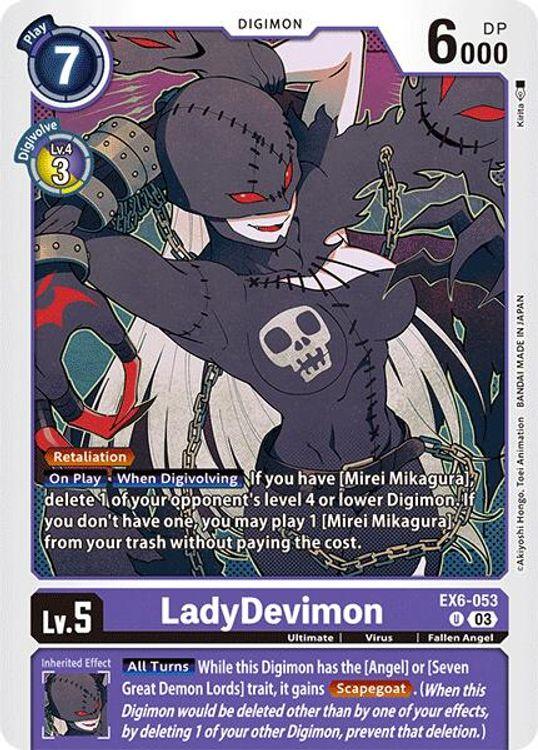 DIGIMON
Play
7
DP
6000
Kirita
Digivolve
Lv.4
3
©Akiyoshi Hongo, Toei Animation BANDAI MADE IN JAPAN
Retaliation
On Play When Digivolving If you have [Mirei Mikagura],
delete 1 of your opponent's level 4 or lower Digimon. If
you don't have one, you may play 1 [Mirei Mikagura]
from your trash without paying the cost.
Lv.5
LadyDevimon
EX6-053
U 03
Ultimate | Virus | Fallen Angel
Inherited Effect
All Turns While this Digimon has the [Angel] or [Seven
Great Demon Lords] trait, it gains Scapegoat. (When this
Digimon would be deleted other than by one of your effects,
by deleting 1 of your other Digimon, prevent that deletion.)